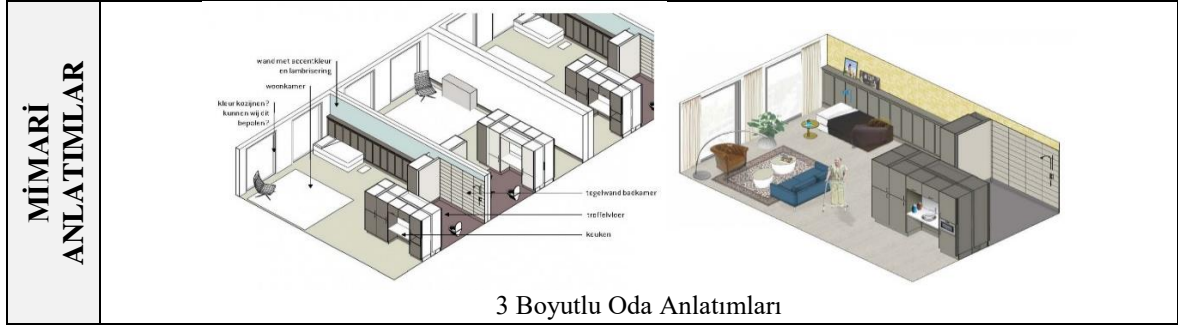 MİMARİ
ANLATIMLAR
wand met accentkleur
en lambrisering
woonkamer
kleur kozijnen?
kunnen wij dit
bepalen?
tegelwand badkamer
troffelvloer
keuken
3 Boyutlu Oda Anlatımları